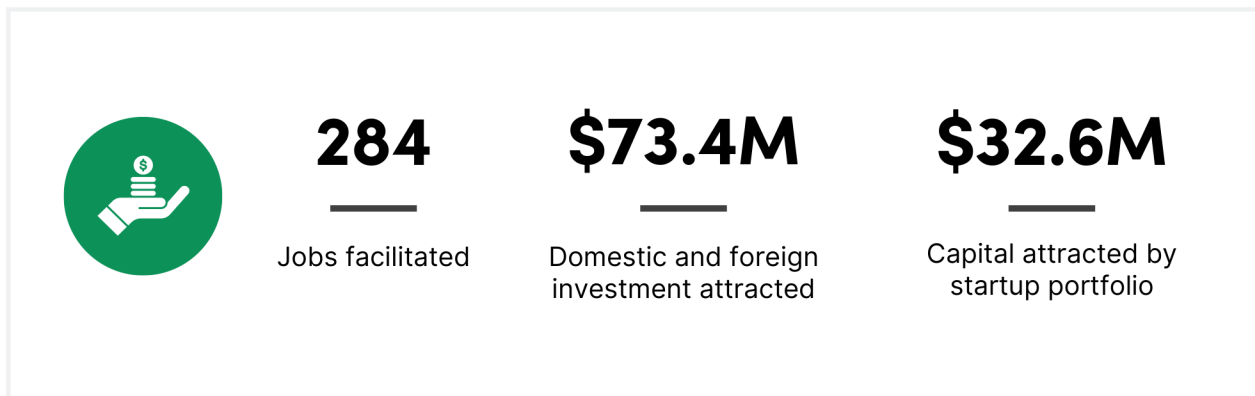 284
$73.4M
$32.6M
Jobs facilitated
Domestic and foreign
investment attracted
Capital attracted by
startup portfolio
$